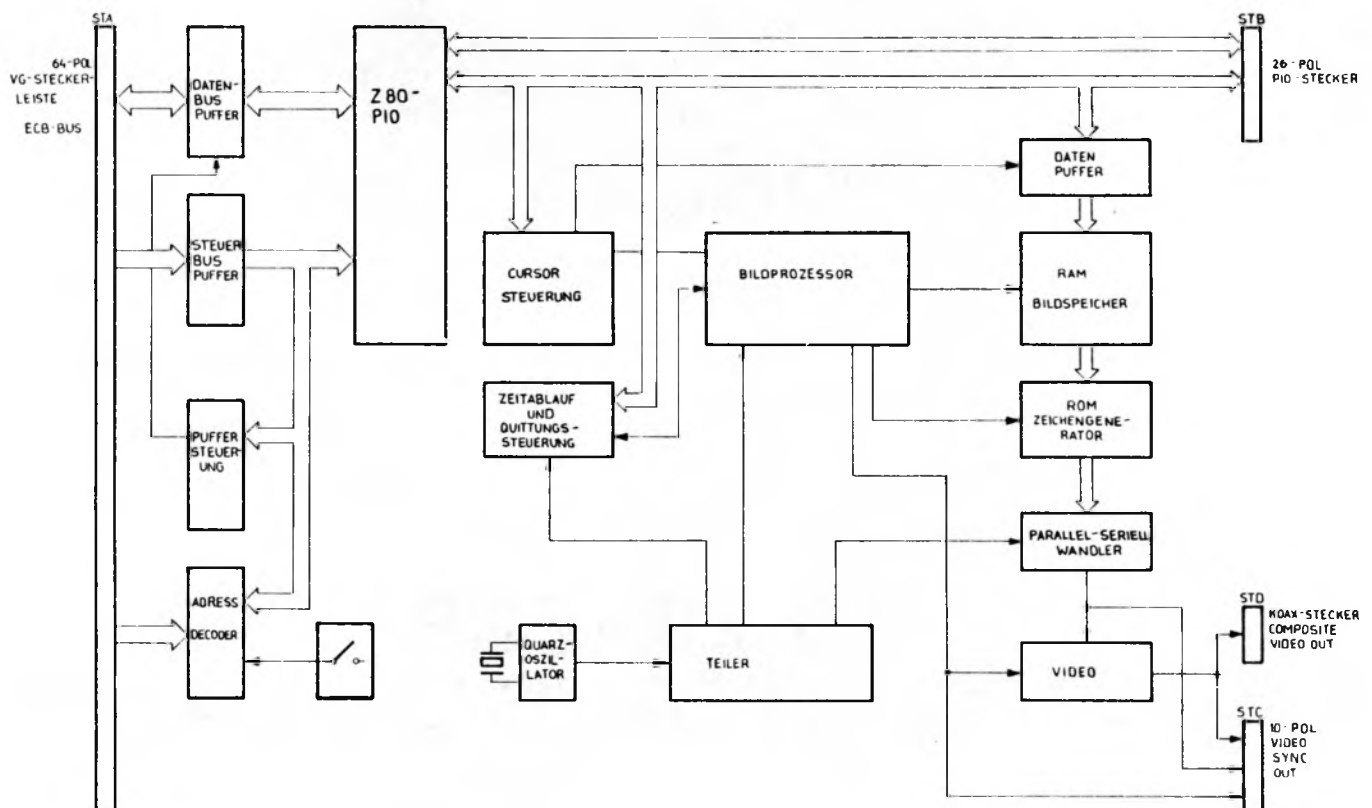 STA
64-POL
VG-STECKER-
LEISTE
ECB-BUS
DATEN-
BUS
PUFFER
STEUER
BUS
PUFFER
PUFFER
STEUER-
UNG
ADRESS
DECODER
Z80-
PIO
CURSOR
STEUERUNG
ZEITABLAUF
UND
QUITTUNGS-
STEUERUNG
QUARZ-
OSZIL-
LATOR
BILDPROZESSOR
TEILER
DATEN
PUFFER
RAM
BILDSPEICHER
ROM
ZEICHENGENE-
RATOR
PARALLEL-SERIELL
WANDLER
VIDEO
STB
26-POL
PIO-STECKER
STD
KOAX-STECKER
COMPOSITE
VIDEO OUT
STC
10-POL
VIDEO
SYNC
OUT